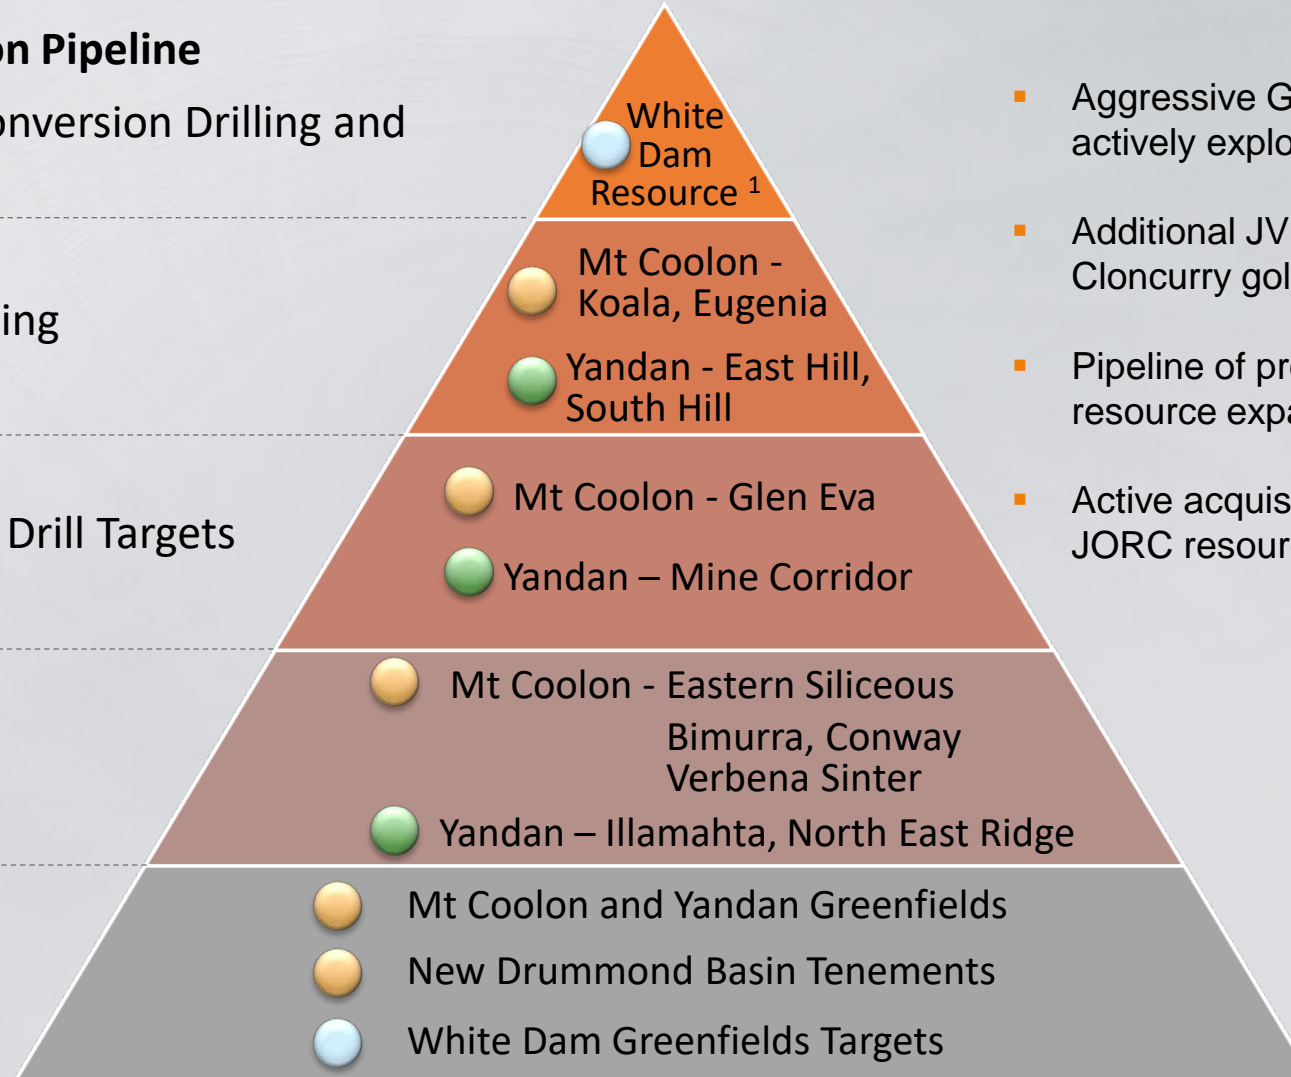 on Pipeline
onversion Drilling and
ing
Drill Targets
White
Dam
Resource 1
Mt Coolon -
Koala, Eugenia
Yandan - East Hill,
South Hill
Mt Coolon - Glen Eva
Yandan – Mine Corridor
Mt Coolon - Eastern Siliceous
Bimurra, Conway
Verbena Sinter
Yandan – Illamahta, North East Ridge
Mt Coolon and Yandan Greenfields
New Drummond Basin Tenements
White Dam Greenfields Targets
Aggressive G
actively explo
Additional JV
Cloncurry gol
Pipeline of pr
resource expa
Active acquis
JORC resour